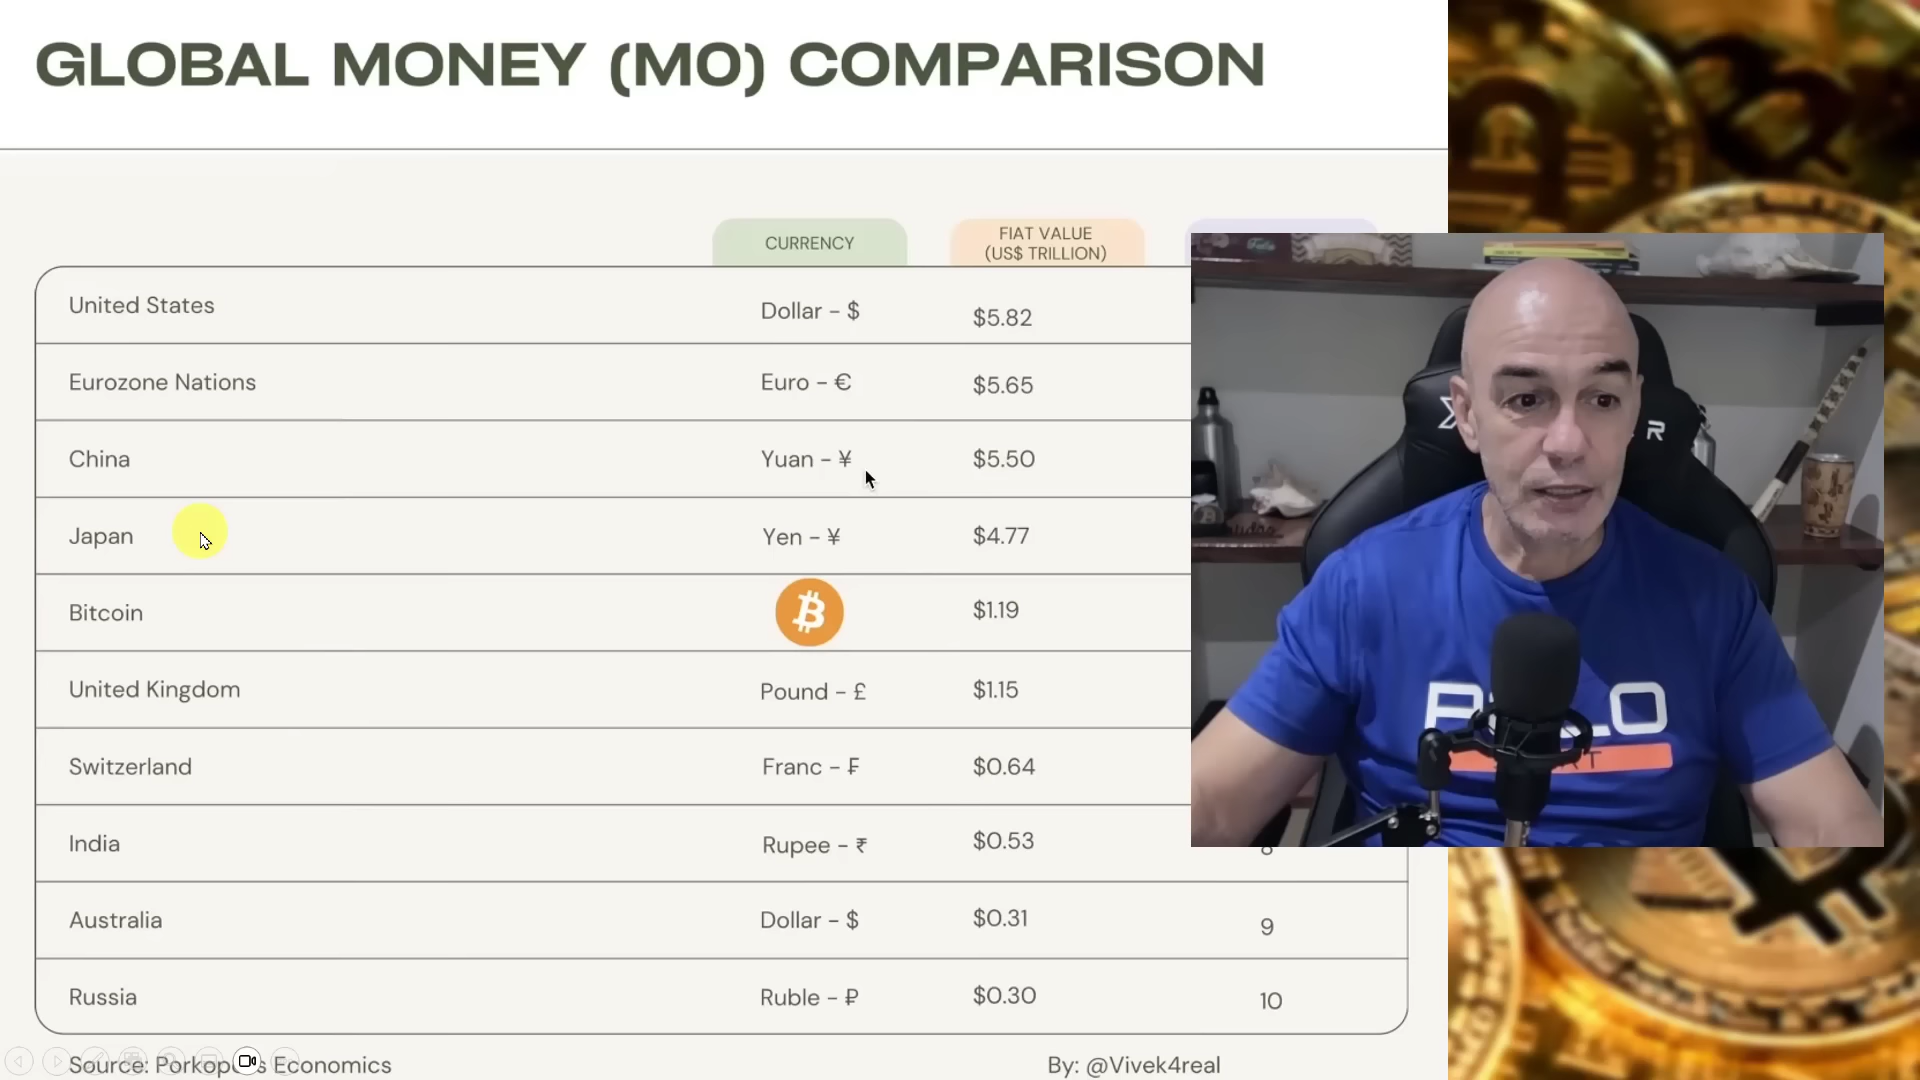 GLOBAL MONEY (M0) COMPARISON
CURRENCY
FIAT VALUE
(US$ TRILLION)
United States Dollar - $ $5.82
Eurozone Nations Euro - € $5.65
China Yuan - ¥ $5.50
Japan Yen - ¥ $4.77
Bitcoin ₿ $1.19
United Kingdom Pound - £ $1.15
Switzerland Franc - ₣ $0.64
India Rupee - ₹ $0.53 8
Australia Dollar - $ $0.31 9
Russia Ruble - ₽ $0.30 10
Source: Economics
By: @Vivek4real
X R